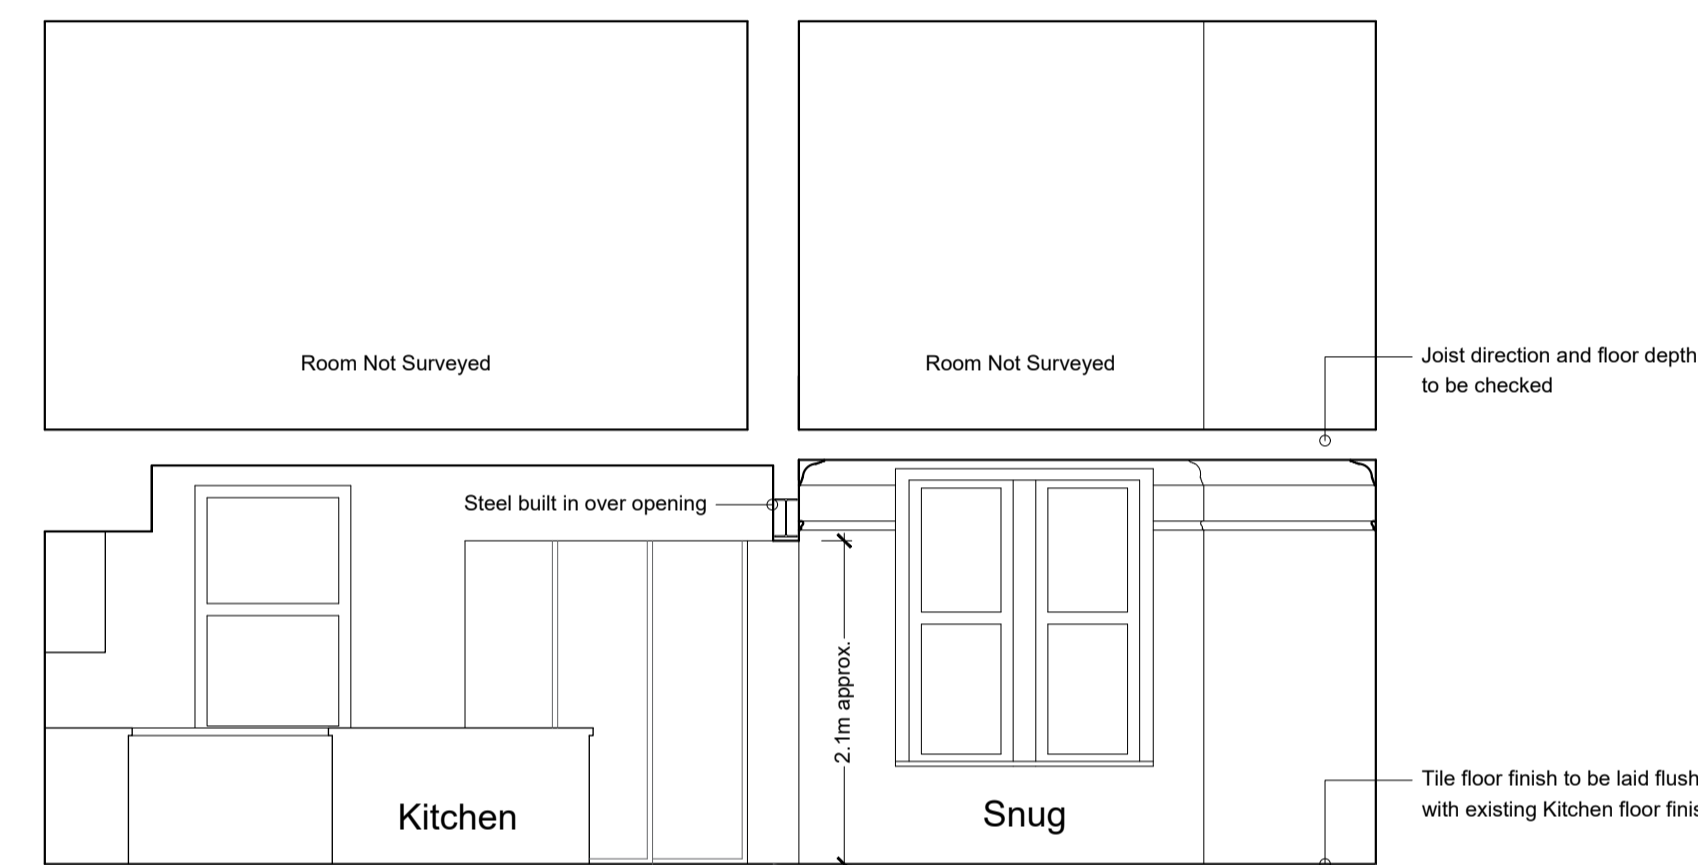 Room Not Surveyed
Room Not Surveyed
Joist direction and floor depth
to be checked
Steel built in over opening
2.1m approx.
Kitchen
Snug
Tile floor finish to be laid flush
with existing Kitchen floor